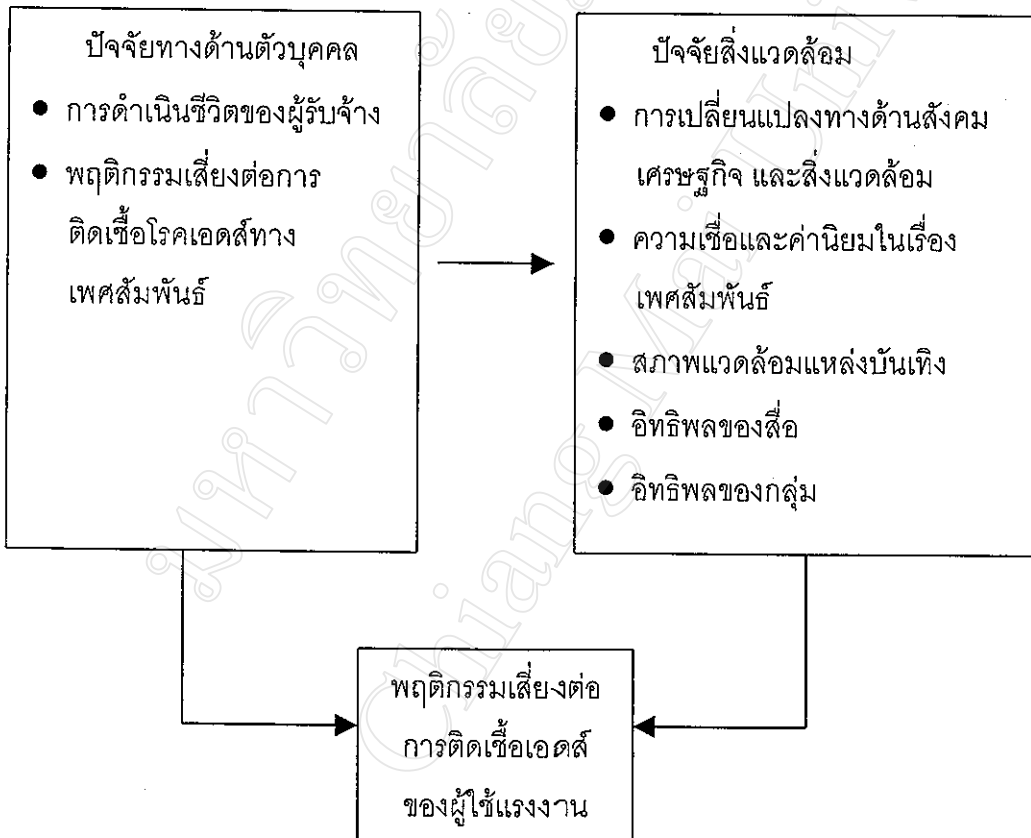 ปัจจัยทางด้านตัวบุคคล
● การดำเนินชีวิตของผู้รับจ้าง
● พฤติกรรมเสี่ยงต่อการ
ติดเชื้อโรคเอดส์ทาง
เพศสัมพันธ์
ปัจจัยสิ่งแวดล้อม
● การเปลี่ยนแปลงทางด้านสังคม
เศรษฐกิจ และสิ่งแวดล้อม
● ความเชื่อและค่านิยมในเรื่อง
เพศสัมพันธ์
● สภาพแวดล้อมแหล่งบันเทิง
● อิทธิพลของสื่อ
● อิทธิพลของกลุ่ม
พฤติกรรมเสี่ยงต่อ
การติดเชื้อเอดส์
ของผู้ใช้แรงงาน
มหาวิทยาลัย
Chiang Mai Uni